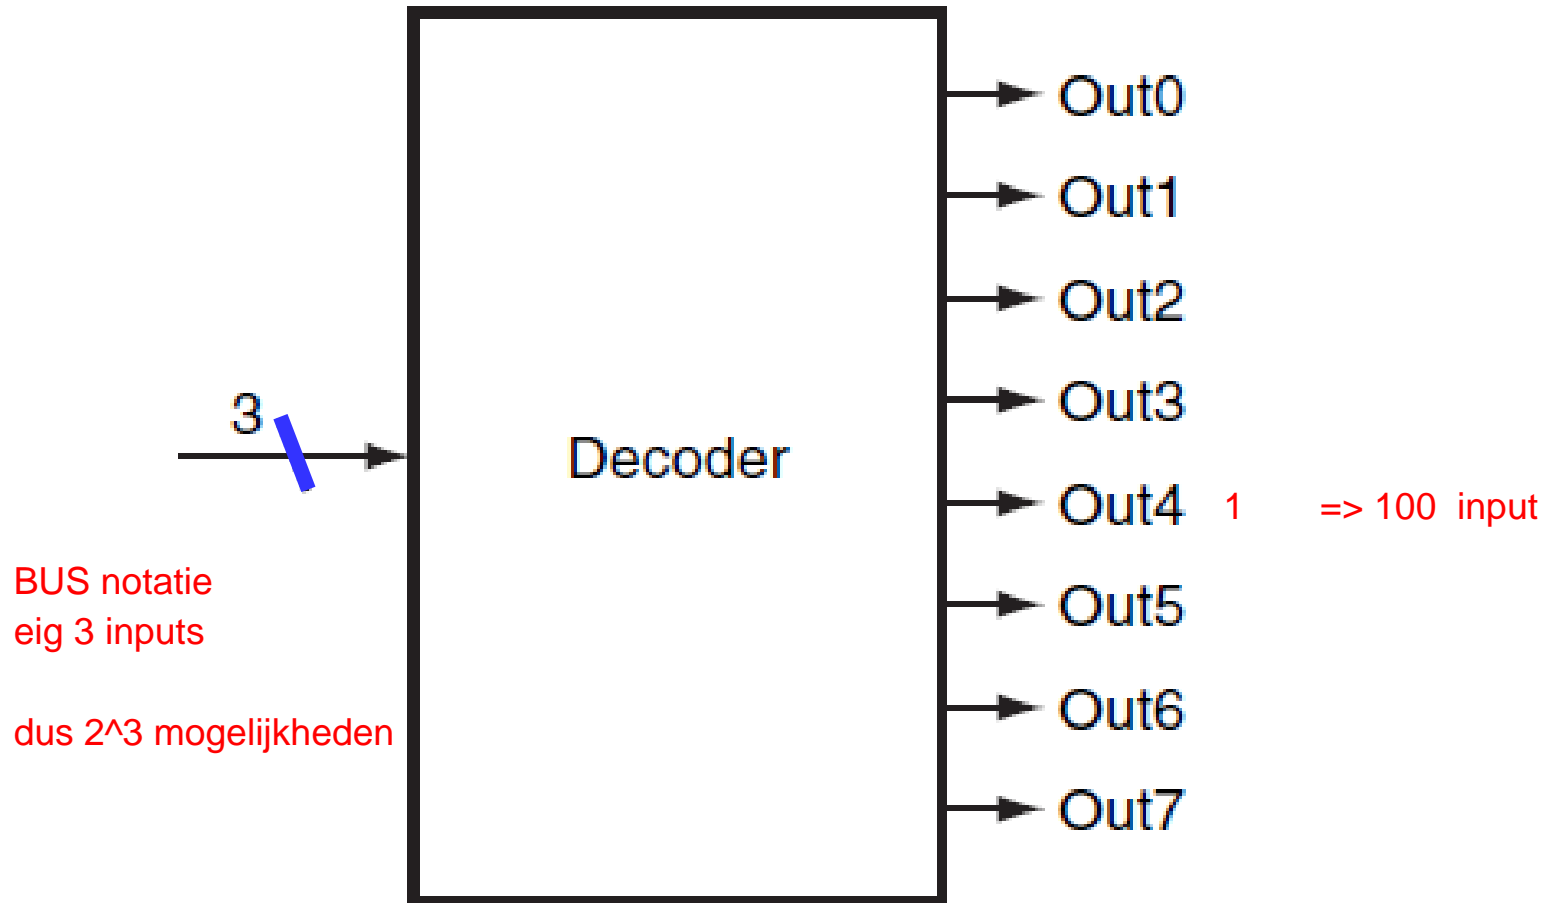 Out0
Out1
Out2
Out3
3
Decoder
Out4 1 => 100 input
BUS notatie
eig 3 inputs
Out5
Out6
dus 2^3 mogelijkheden
Out7